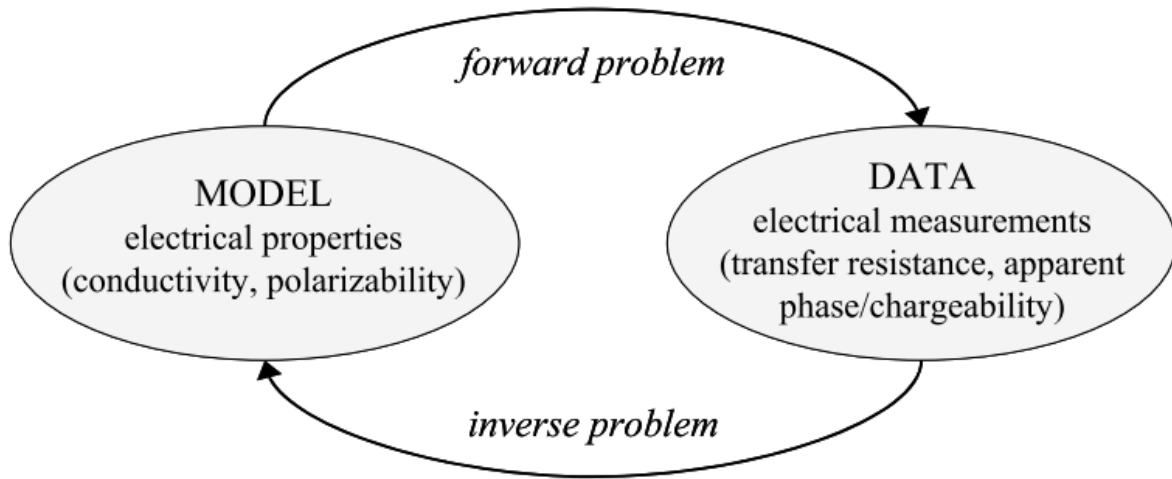 forward problem
MODEL
electrical properties
(conductivity, polarizability)
DATA
electrical measurements
(transfer resistance, apparent
phase/chargeability)
inverse problem